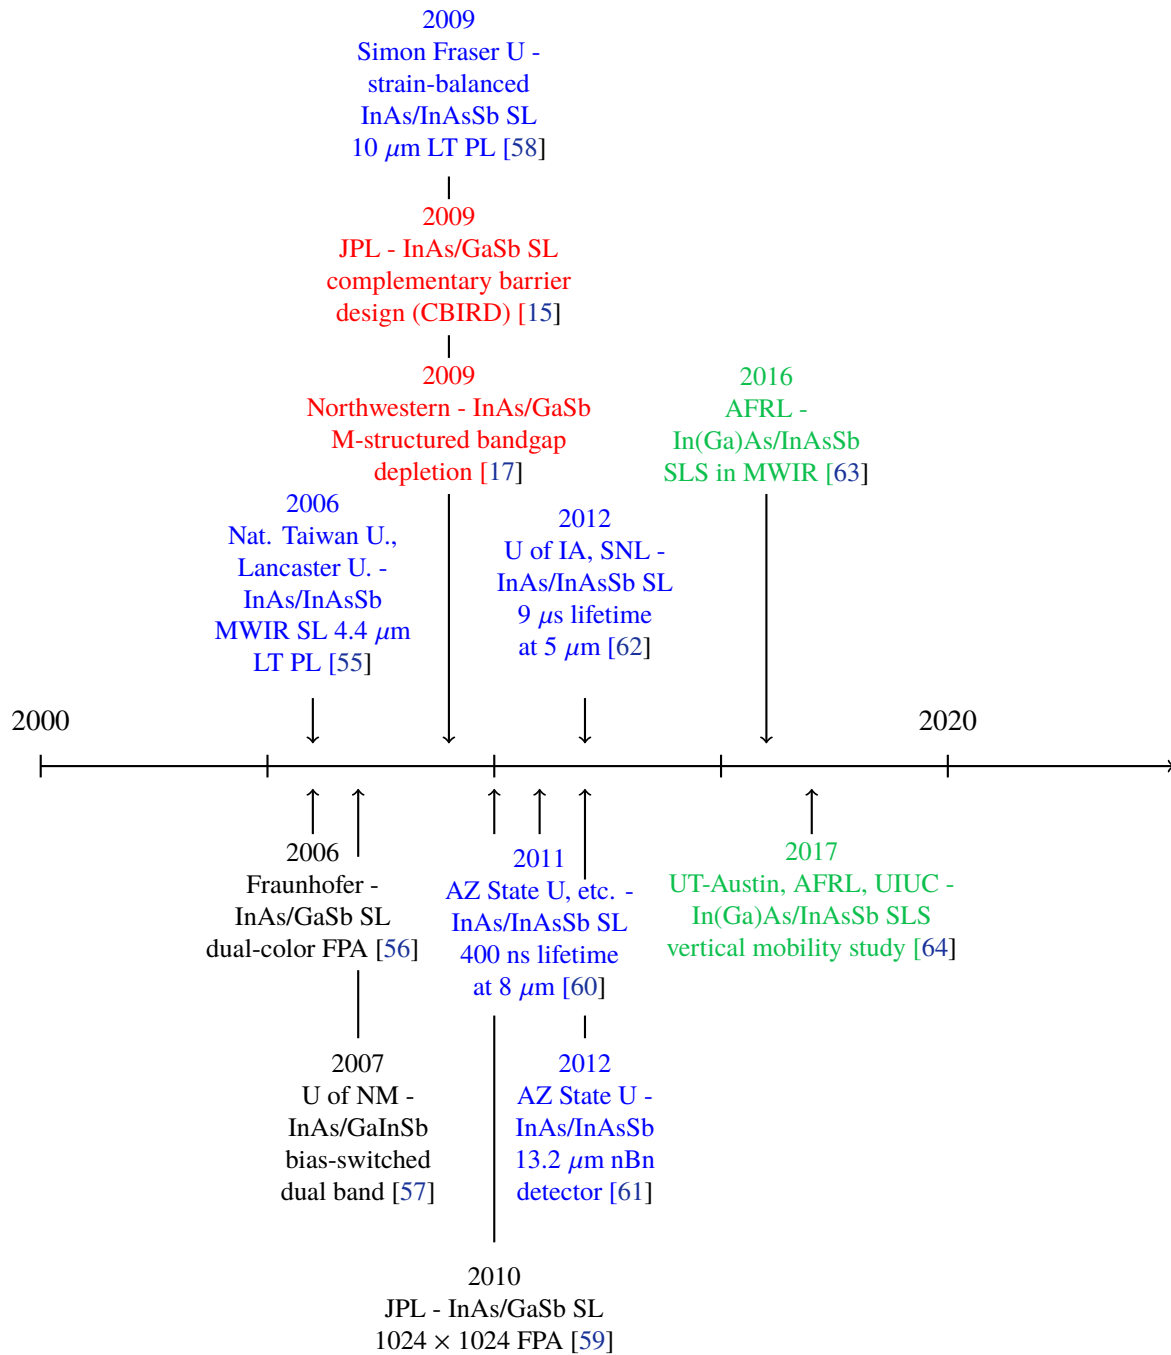 2009
Simon Fraser U -
strain-balanced
InAs/InAsSb SL
10 μm LT PL [58]
2009
JPL - InAs/GaSb SL
complementary barrier
design (CBIRD) [15]
2009
Northwestern - InAs/GaSb
M-structured bandgap
depletion [17]
2016
AFRL -
In(Ga)As/InAsSb
SLS in MWIR [63]
2006
Nat. Taiwan U.,
Lancaster U. -
InAs/InAsSb
MWIR SL 4.4 μm
LT PL [55]
2012
U of IA, SNL -
InAs/InAsSb SL
9 μs lifetime
at 5 μm [62]
2000
2020
2006
Fraunhofer -
InAs/GaSb SL
dual-color FPA [56]
2011
AZ State U, etc. -
InAs/InAsSb SL
400 ns lifetime
at 8 μm [60]
2017
UT-Austin, AFRL, UIUC -
In(Ga)As/InAsSb SLS
vertical mobility study [64]
2007
U of NM -
InAs/GaInSb
bias-switched
dual band [57]
2012
AZ State U -
InAs/InAsSb
13.2 μm nBn
detector [61]
2010
JPL - InAs/GaSb SL
1024 × 1024 FPA [59]